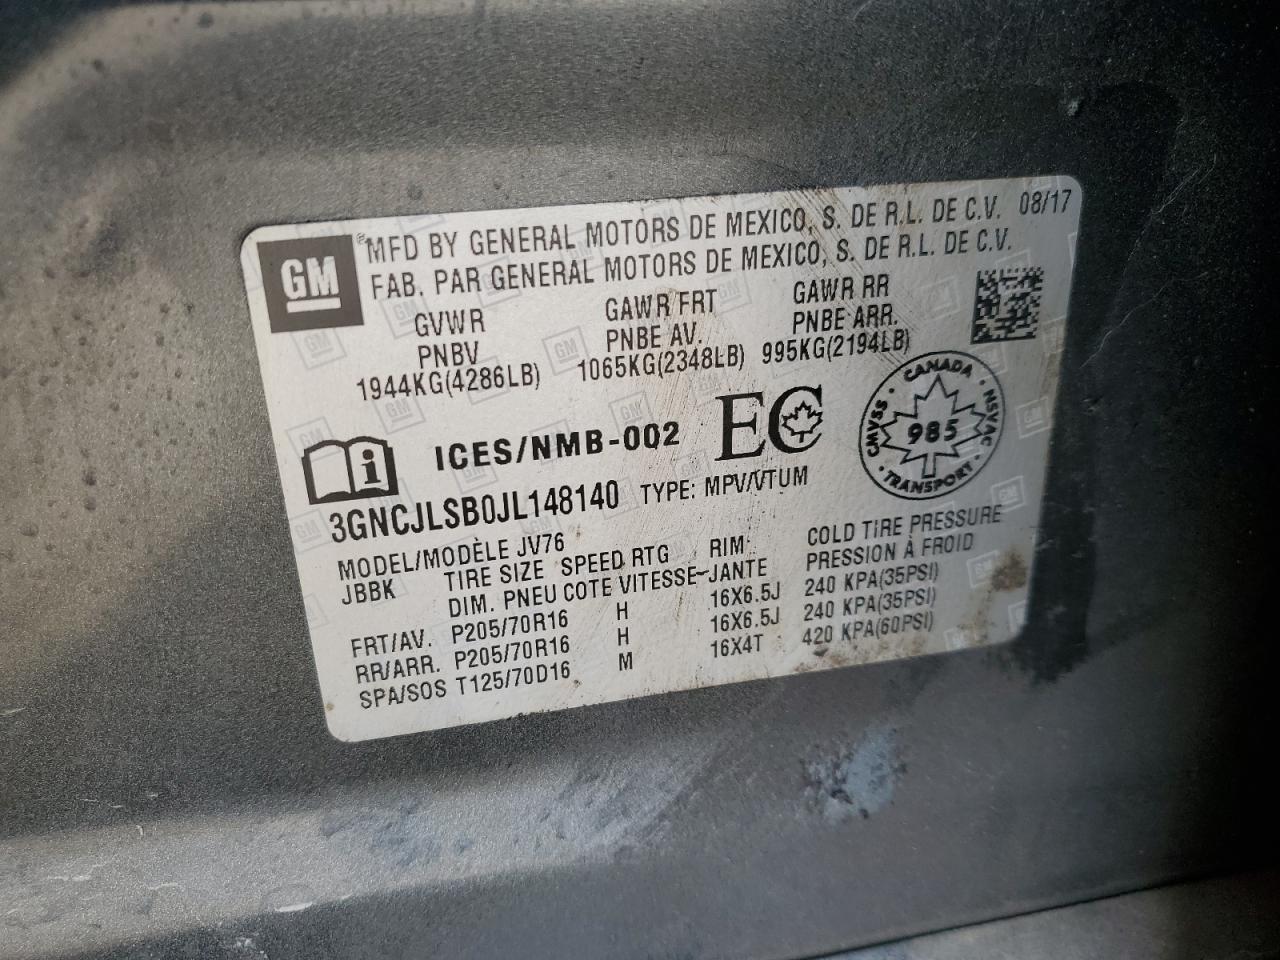 GM
MFD BY GENERAL MOTORS DE MEXICO, S. DE R.L. DE C.V. 08/17
FAB. PAR GENERAL MOTORS DE MEXICO, S. DE R.L. DE C.V.
GVWR GAWR FRT GAWR RR
PNBV PNBE AV. PNBE ARR.
1944KG(4286LB) 1065KG(2348LB) 995KG(2194LB)
i ICES/NMB-002 EC
CANADA
CMVSS 985 NSVAC
TRANSPORT
3GNCJLSB0JL148140 TYPE: MPV/VTUM
MODEL/MODÈLE JV76
JBBK TIRE SIZE SPEED RTG RIM COLD TIRE PRESSURE
DIM. PNEU COTE VITESSE-JANTE PRESSION À FROID
FRT/AV. P205/70R16 H 16X6.5J 240 KPA(35PSI)
RR/ARR. P205/70R16 H 16X6.5J 240 KPA(35PSI)
SPA/SOS T125/70D16 M 16X4T 420 KPA(60PSI)